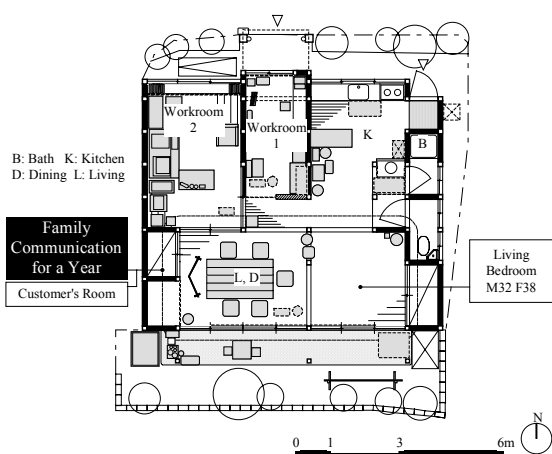 Workroom
2
Workroom
1
K
B
B: Bath K: Kitchen
D: Dining L: Living
Family
Communication
for a Year
Customer's Room
L, D
Living
Bedroom
M32 F38
N
0 1 3 6m